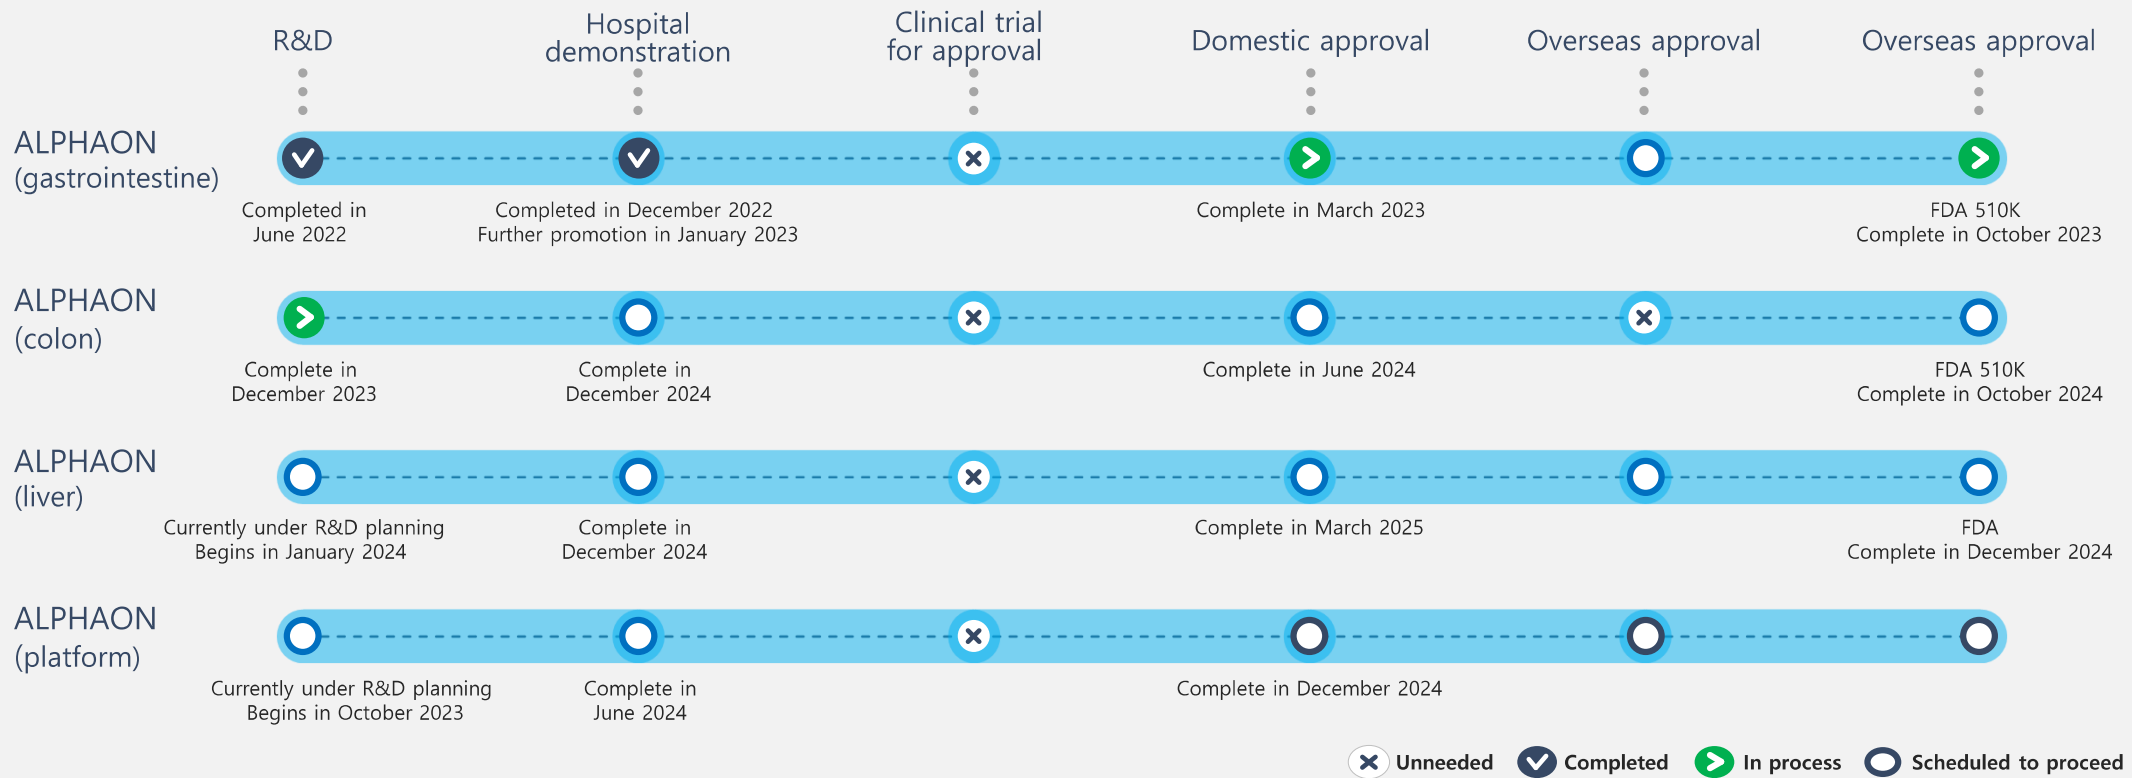 R&D
Hospital
demonstration
Clinical trial
for approval
Domestic approval
Overseas approval
Overseas approval
ALPHAON
(gastrointestine)
Completed in
June 2022
Completed in December 2022
Further promotion in January 2023
Complete in March 2023
FDA 510K
Complete in October 2023
ALPHAON
(colon)
Complete in
December 2023
Complete in
December 2024
Complete in June 2024
FDA 510K
Complete in October 2024
ALPHAON
(liver)
Currently under R&D planning
Begins in January 2024
Complete in
December 2024
Complete in March 2025
FDA
Complete in December 2024
ALPHAON
(platform)
Currently under R&D planning
Begins in October 2023
Complete in
June 2024
Complete in December 2024
Unneeded
Completed
In process
Scheduled to proceed